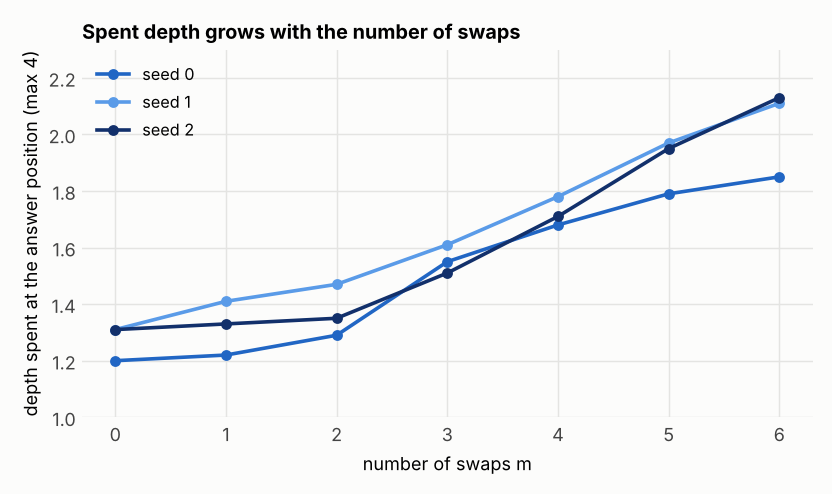 Spent depth grows with the number of swaps
depth spent at the answer position (max 4)
seed 0
seed 1
seed 2
2.2
2.0
1.8
1.6
1.4
1.2
1.0
0 1 2 3 4 5 6
number of swaps m